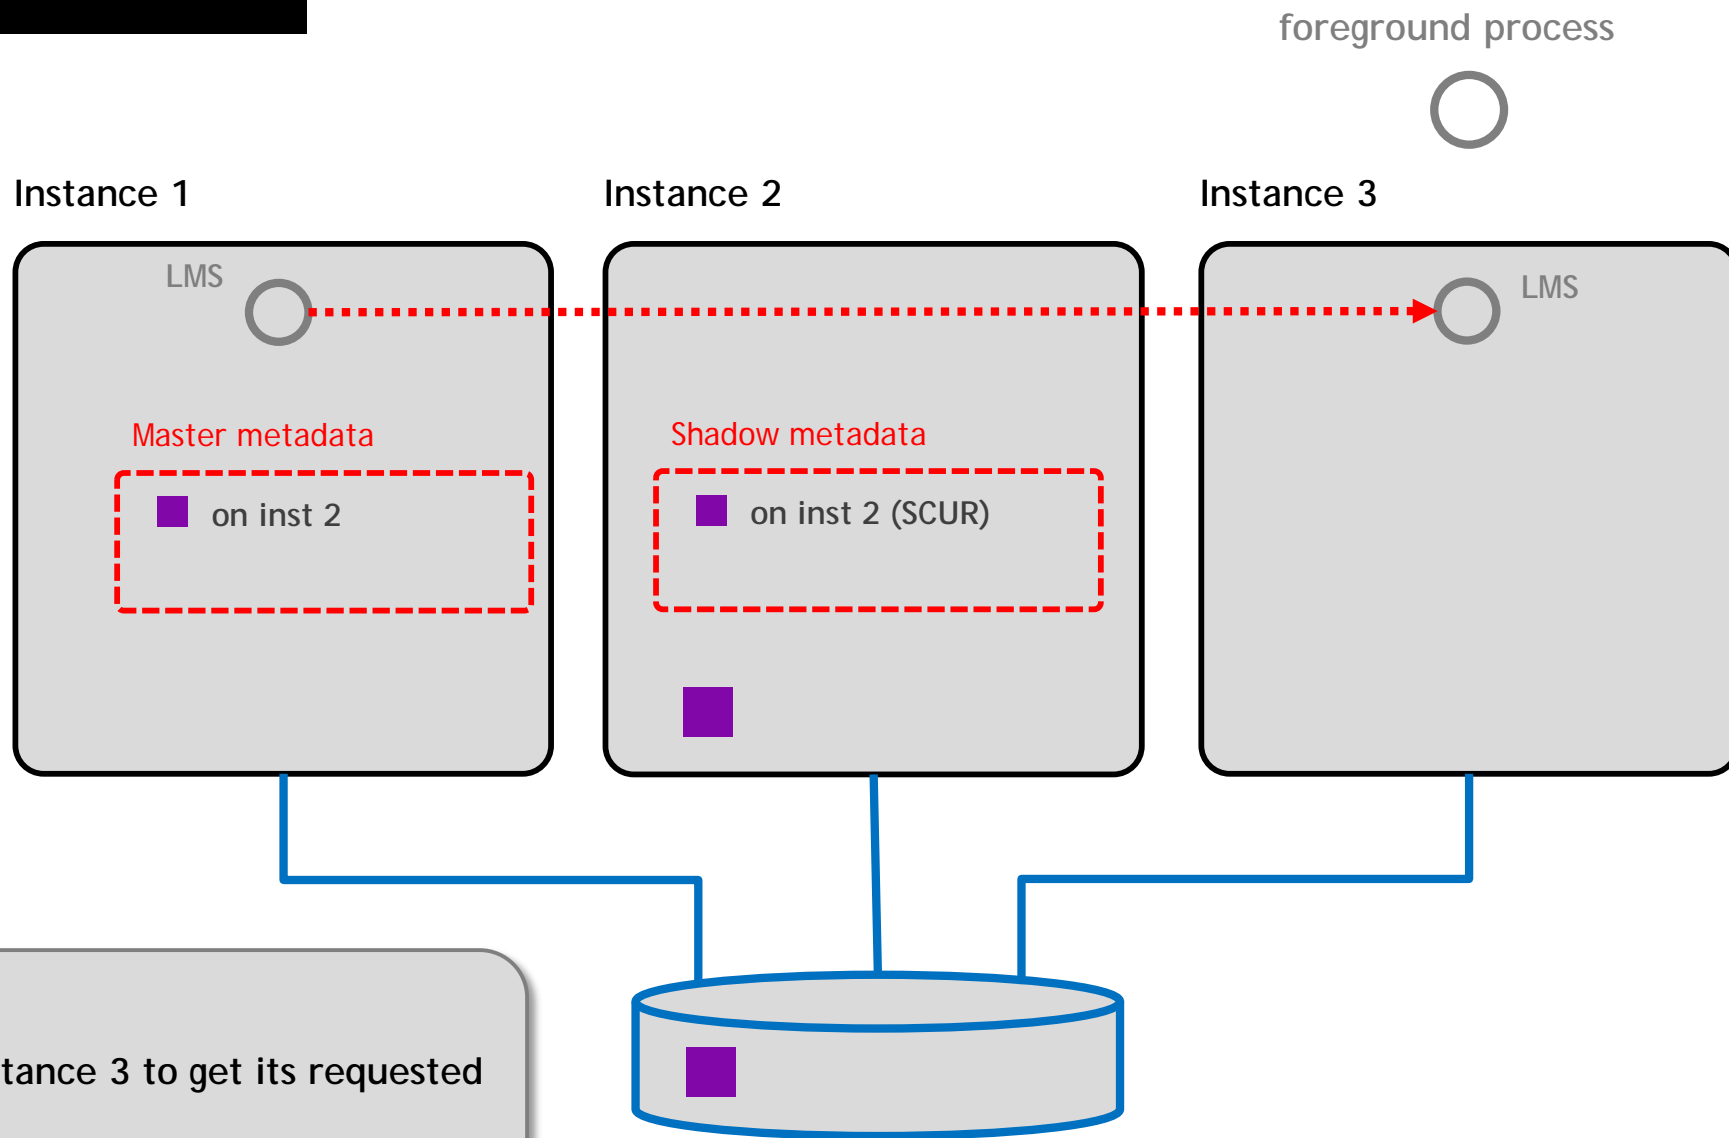 foreground process
Instance 1
Instance 2
Instance 3
LMS
LMS
Master metadata
Shadow metadata
on inst 2
on inst 2 (SCUR)
tance 3 to get its requested